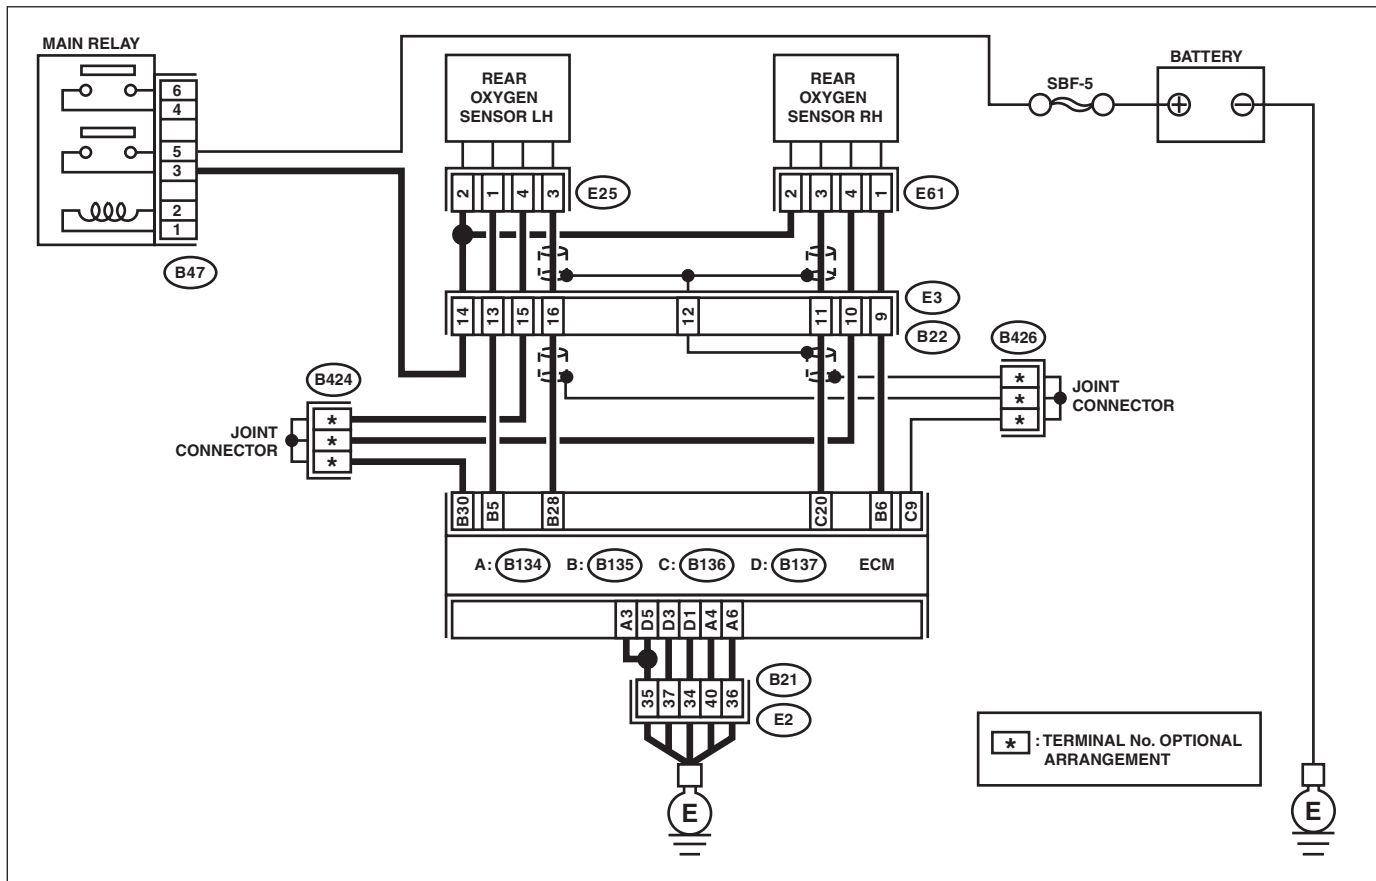 MAIN RELAY
6
4
5
3
2
1
B47
REAR
OXYGEN
SENSOR LH
2 1 4 3
E25
REAR
OXYGEN
SENSOR RH
2 3 4 1
E61
SBF-5
BATTERY
+ −
14 13 15 16 12 11 10 9
E3
B22
B424
JOINT
CONNECTOR
*
*
*
B426
*
*
*
JOINT
CONNECTOR
B30 B5 B28 C20 B6 C9
A: B134 B: B135 C: B136 D: B137 ECM
A3 D5 D3 D1 A4 A6
35 37 34 40 36
B21
E2
E
* : TERMINAL No. OPTIONAL
ARRANGEMENT
E